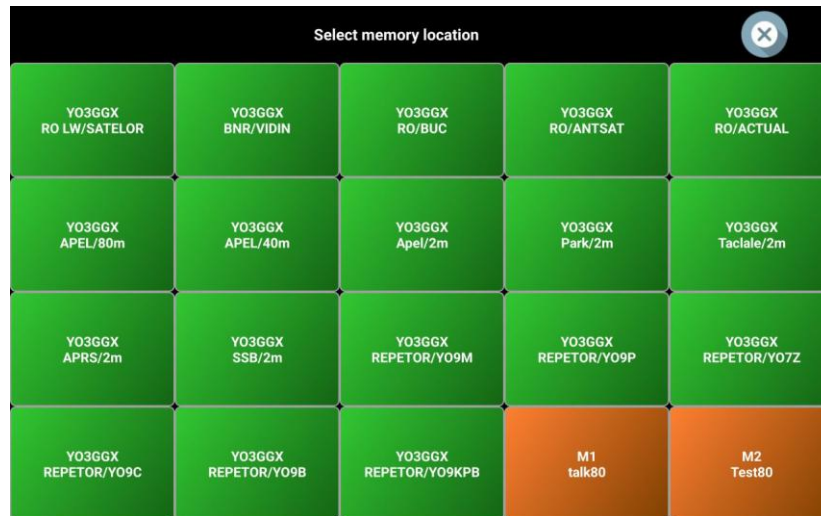 Select memory location
YO3GGX
RO LW/SATELOR
YO3GGX
BNR/VIDIN
YO3GGX
RO/BUC
YO3GGX
RO/ANTSAT
YO3GGX
RO/ACTUAL
YO3GGX
APEL/80m
YO3GGX
APEL/40m
YO3GGX
Apel/2m
YO3GGX
Park/2m
YO3GGX
Taclale/2m
YO3GGX
APRS/2m
YO3GGX
SSB/2m
YO3GGX
REPETOR/YO9M
YO3GGX
REPETOR/YO9P
YO3GGX
REPETOR/YO7Z
YO3GGX
REPETOR/YO9C
YO3GGX
REPETOR/YO9B
YO3GGX
REPETOR/YO9KPB
M1
talk80
M2
Test80